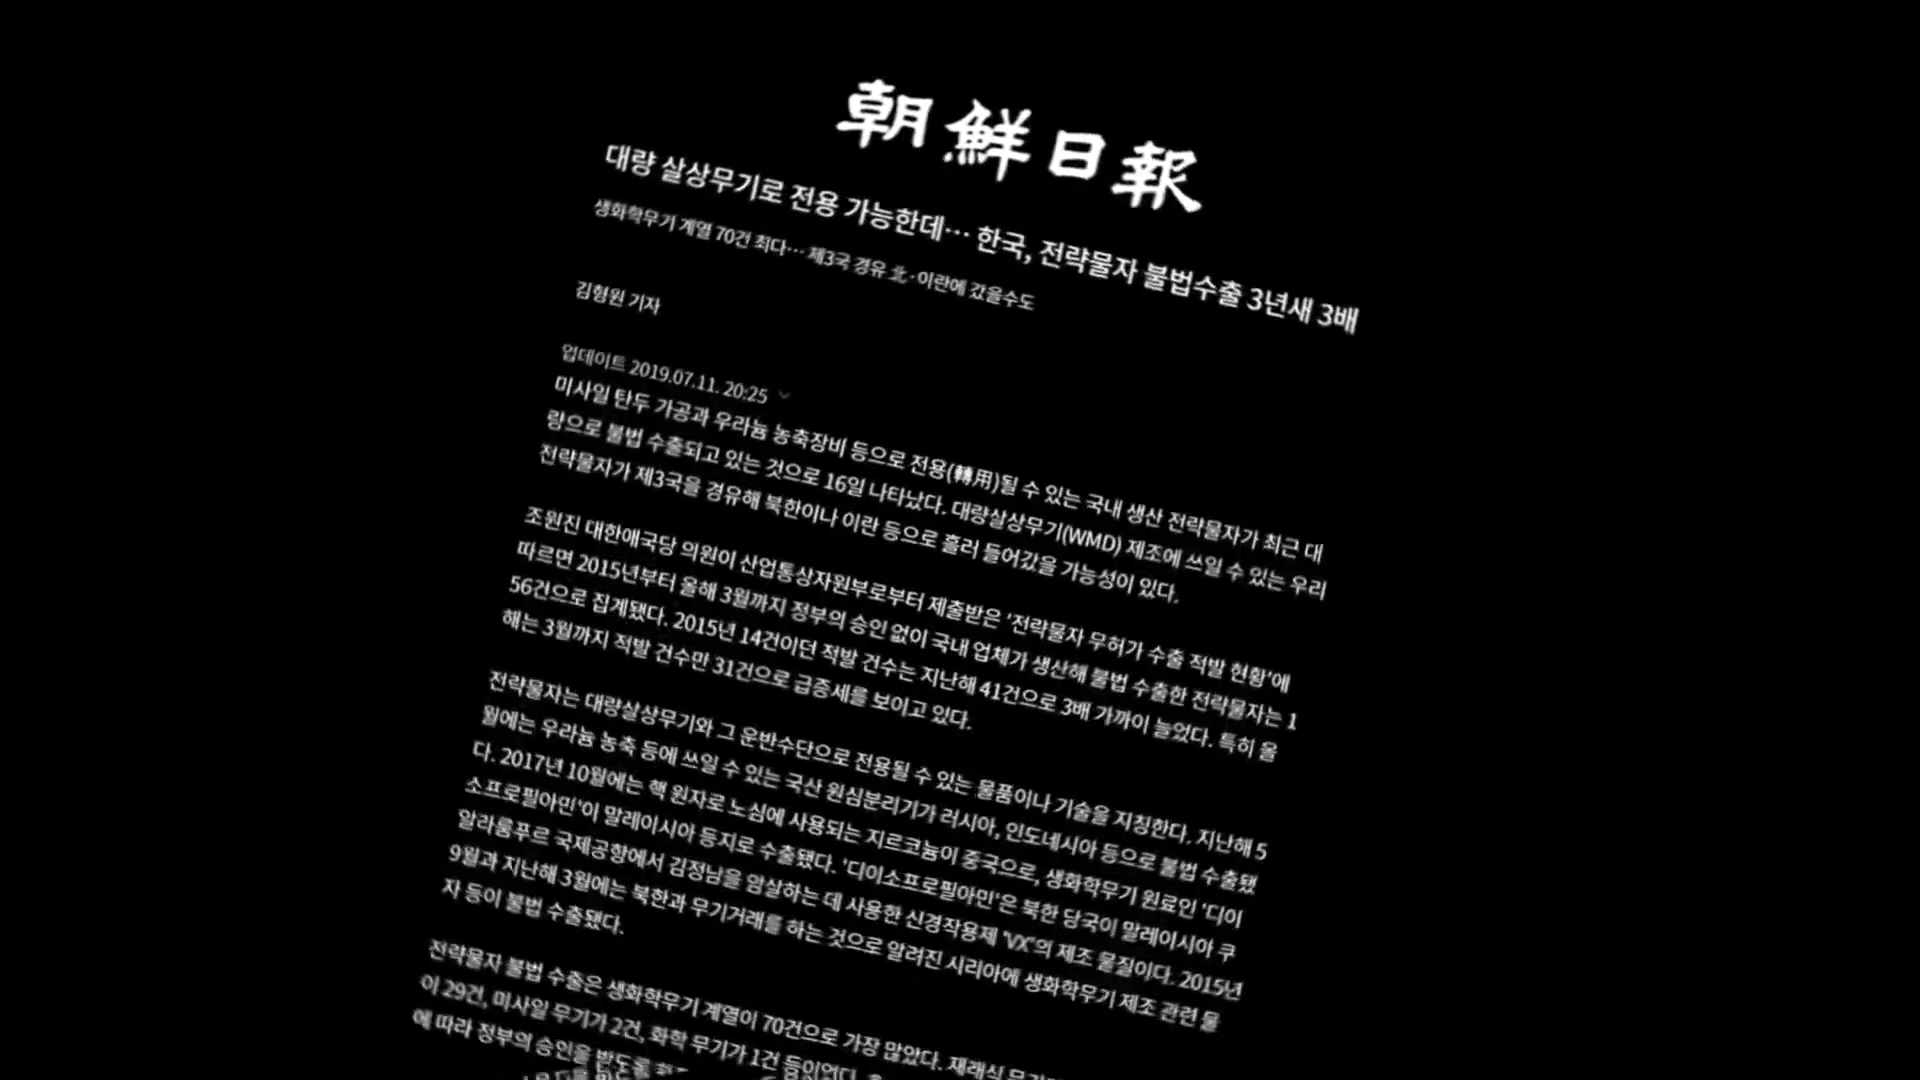 朝鮮日報
대량 살상무기로 전용 가능한데… 한국, 전략물자 불법수출 3년새 3배
생화학무기 계열 70건 최다… 제3국 경유 北·이란에 갔을수도
김형원 기자
업데이트 2019.07.11. 20:25
미사일 탄두 가공과 우라늄 농축장비 등으로 전용(轉用)될 수 있는 국내 생산 전략물자가 최근 대
량으로 불법 수출되고 있는 것으로 16일 나타났다. 대량살상무기(WMD) 제조에 쓰일 수 있는 우리
전략물자가 제3국을 경유해 북한이나 이란 등으로 흘러 들어갔을 가능성이 있다.
조원진 대한애국당 의원이 산업통상자원부로부터 제출받은 '전략물자 무허가 수출 적발 현황'에
따르면 2015년부터 올해 3월까지 정부의 승인 없이 국내 업체가 생산해 불법 수출한 전략물자는 1
56건으로 집계됐다. 2015년 14건이던 적발 건수는 지난해 41건으로 3배 가까이 늘었다. 특히 올
해는 3월까지 적발 건수만 31건으로 급증세를 보이고 있다.
전략물자는 대량살상무기와 그 운반수단으로 전용될 수 있는 물품이나 기술을 지칭한다. 지난해 5
월에는 우라늄 농축 등에 쓰일 수 있는 국산 원심분리기가 러시아, 인도네시아 등으로 불법 수출됐
다. 2017년 10월에는 핵 원자로 노심에 사용되는 지르코늄이 중국으로, 생화학무기 원료인 '디이
소프로필아민'이 말레이시아 등지로 수출됐다. '디이소프로필아민'은 북한 당국이 말레이시아 쿠
알라룸푸르 국제공항에서 김정남을 암살하는 데 사용한 신경작용제 'VX'의 제조 물질이다. 2015년
9월과 지난해 3월에는 북한과 무기거래를 하는 것으로 알려진 시리아에 생화학무기 제조 관련 물
자 등이 불법 수출됐다.
전략물자 불법 수출은 생화학무기 계열이 70건으로 가장 많았다. 재래식
이 29건, 미사일 무기가 2건, 화학 무기가 1건 등이었다.
에 따라 정부의 승인을 받도록